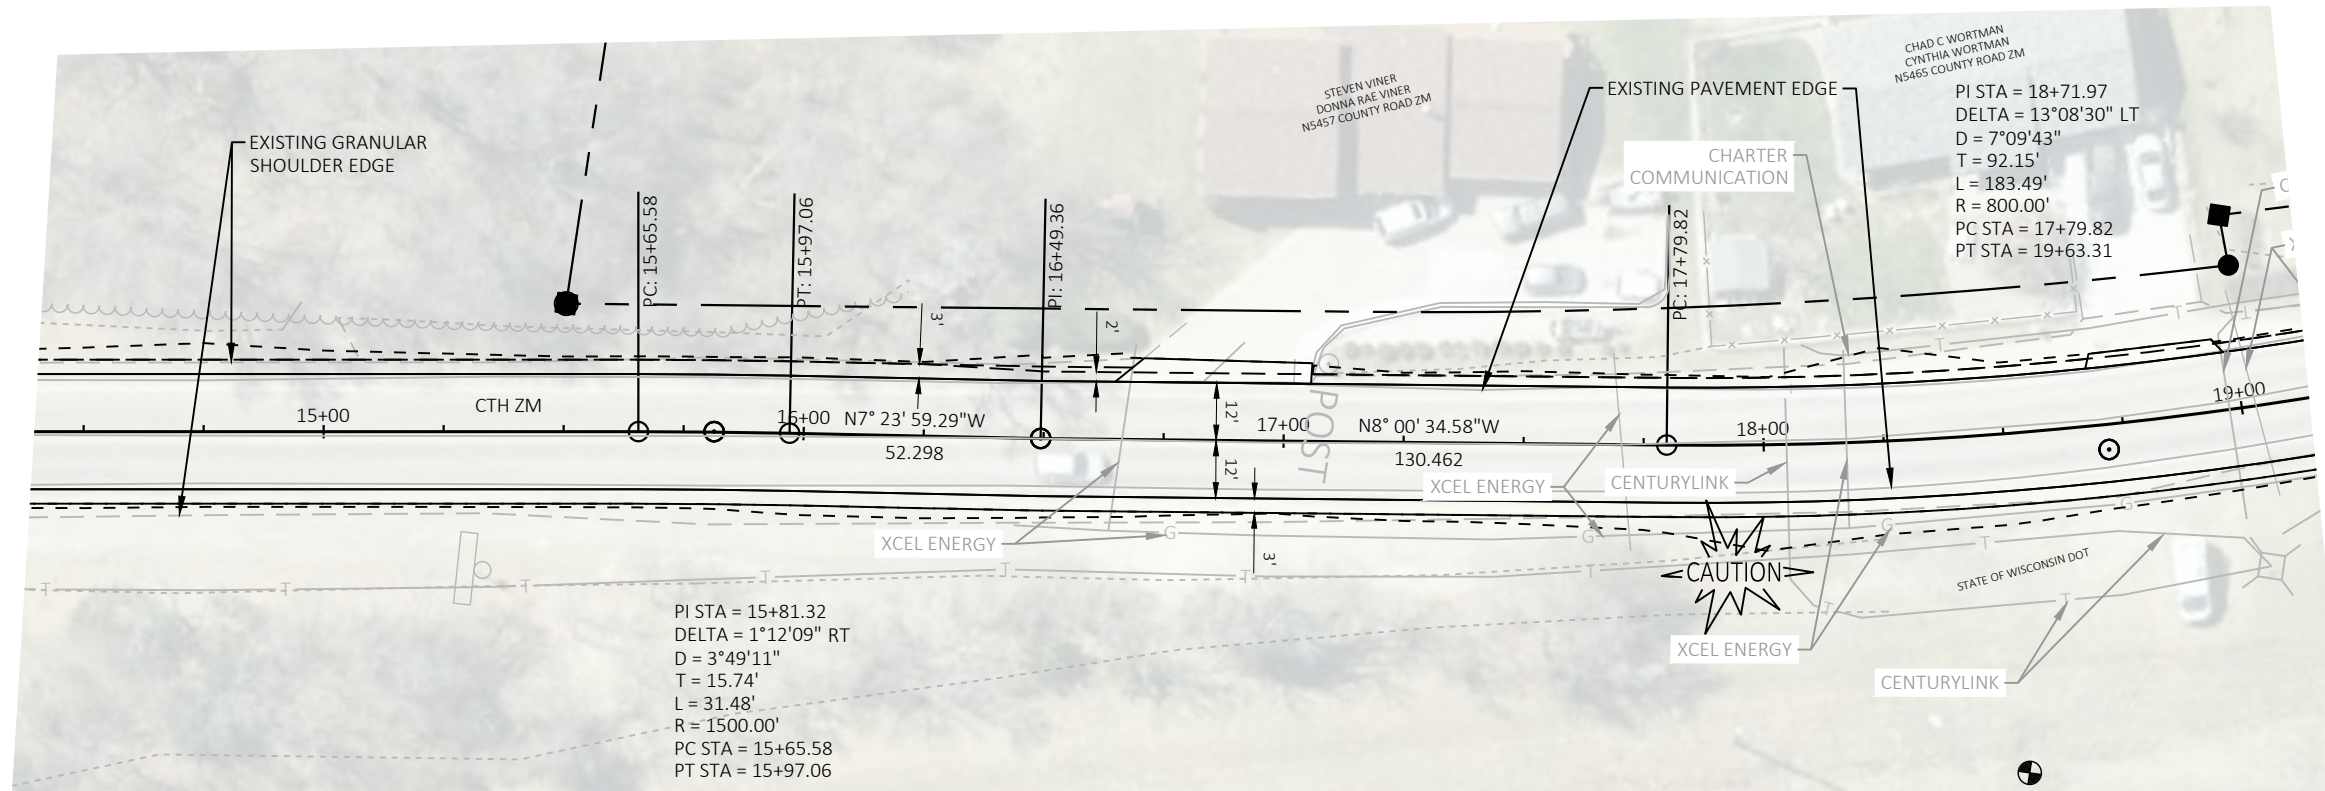 CHAD C WORTMAN
CYNTHIA WORTMAN
N5465 COUNTY ROAD ZM
STEVEN VINER
DONNA RAE VINER
N5457 COUNTY ROAD ZM
EXISTING PAVEMENT EDGE
PI STA = 18+71.97
DELTA = 13°08'30" LT
D = 7°09'43"
T = 92.15'
L = 183.49'
R = 800.00'
PC STA = 17+79.82
PT STA = 19+63.31
EXISTING GRANULAR
SHOULDER EDGE
CHARTER
COMMUNICATION
PC: 15+65.58
PT: 15+97.06
PI: 16+49.36
PC: 17+79.82
3'
2'
T
T
T
15+00
CTH ZM
16+00
N7° 23' 59.29"W
52.298
12'
12'
17+00
POST
N8° 00' 34.58"W
130.462
18+00
19+00
XCEL ENERGY
CENTURYLINK
XCEL ENERGY
G
G
G
G
3'
T
T
T
T
T
T
T
T
T
T
CAUTION
STATE OF WISCONSIN DOT
XCEL ENERGY
CENTURYLINK
PI STA = 15+81.32
DELTA = 1°12'09" RT
D = 3°49'11"
T = 15.74'
L = 31.48'
R = 1500.00'
PC STA = 15+65.58
PT STA = 15+97.06